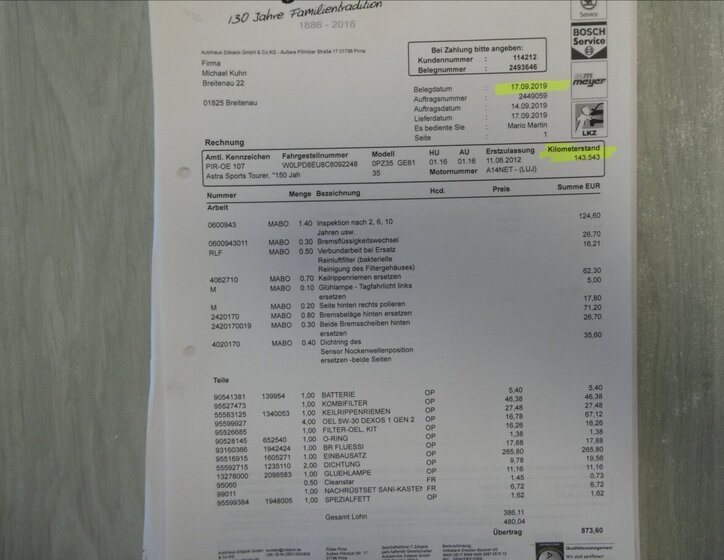 130 Jahre Familientradition
1886 - 2016
Service
BOSCH
Service
meyer
LKZ
Autohaus Zobjack GmbH & Co.KG - Äußere Pillnitzer Straße 17 01796 Pirna
Firma
Michael Kuhn
Breitenau 22
01825 Breitenau
Bei Zahlung bitte angeben:
Kundennummer : 114212
Belegnummer : 2493646
Belegdatum : 17.09.2019
Auftragsnummer : 2449059
Auftragsdatum : 14.09.2019
Lieferdatum : 17.09.2019
Es bediente Sie : Mario Martin
Seite : 1
Rechnung
Amtl. Kennzeichen Fahrgestellnummer Modell HU AU Erstzulassung Kilometerstand
PIR-OE 107 W0LPD8EU8C8092248 0PZ35 GE61 01.16 01.16 11.06.2012 143.543
Astra Sports Tourer, "150 Jah 35 Motornummer A14NET - (LUJ)
Nummer Menge Bezeichnung Hcd. Preis Summe EUR
Arbeit
0600943 MABO 1.40 Inspektion nach 2, 6, 10 124,60
Jahren usw.
0600943011 MABO 0.30 Bremsflüssigkeitswechsel 26,70
RLF MABO 0.50 Verbundarbeit bei Ersatz 16,21
Reinluftfilter (bakterielle
Reinigung des Filtergehäuses)
4062710 MABO 0.70 Keilrippenriemen ersetzen 62,30
M MABO 0.10 Glühlampe - Tagfahrlicht links 5,00
ersetzen
M MABO 0.20 Seite hinten rechts polieren 17,80
2420170 MABO 0.80 Bremsbeläge hinten ersetzen 71,20
2420170019 MABO 0.30 Beide Bremsscheiben hinten 26,70
ersetzen
4020170 MABO 0.40 Dichtring des 35,60
Sensor Nockenwellenposition
ersetzen -beide Seiten
Teile
90541381 139954 1,00 BATTERIE OP 5,40 5,40
95527473 1,00 KOMBIFILTER OP 46,38 46,38
55583125 1340053 1,00 KEILRIPPENRIEMEN OP 27,48 27,48
95599927 4,00 OEL 5W-30 DEXOS 1 GEN 2 OP 16,78 67,12
95526685 1,00 FILTER-OEL, KIT OP 16,26 16,26
90528145 652540 1,00 O-RING OP 1,38 1,38
93160366 1942424 1,00 BR FLUESSI OP 17,88 17,88
95516915 1605271 1,00 EINBAUSATZ OP 265,80 265,80
55592715 1235110 2,00 DICHTUNG OP 9,78 19,56
13278000 2098583 1,00 GLUEHLAMPE OP 11,16 11,16
95060 0,50 Cleanstar FR 1,45 0,73
99011 1,00 NACHRÜSTSET SANI-KASTEN FR 6,72 6,72
95599384 1948005 1,00 SPEZIALFETT OP 1,62 1,62
Gesamt Lohn 386,11
480,04
Übertrag 873,60